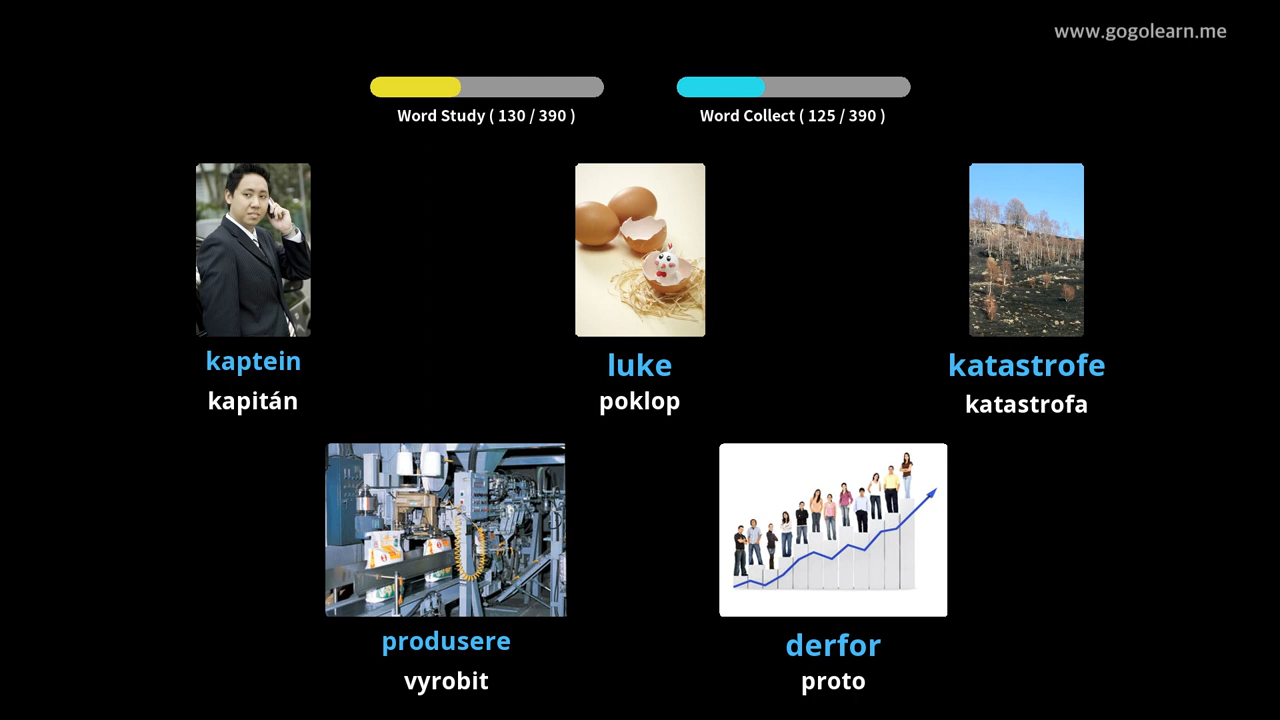 www.gogolearn.me
Word Study ( 130 / 390 )
Word Collect ( 125 / 390 )
kaptein
kapitán
luke
poklop
katastrofe
katastrofa
produsere
vyrobit
derfor
proto